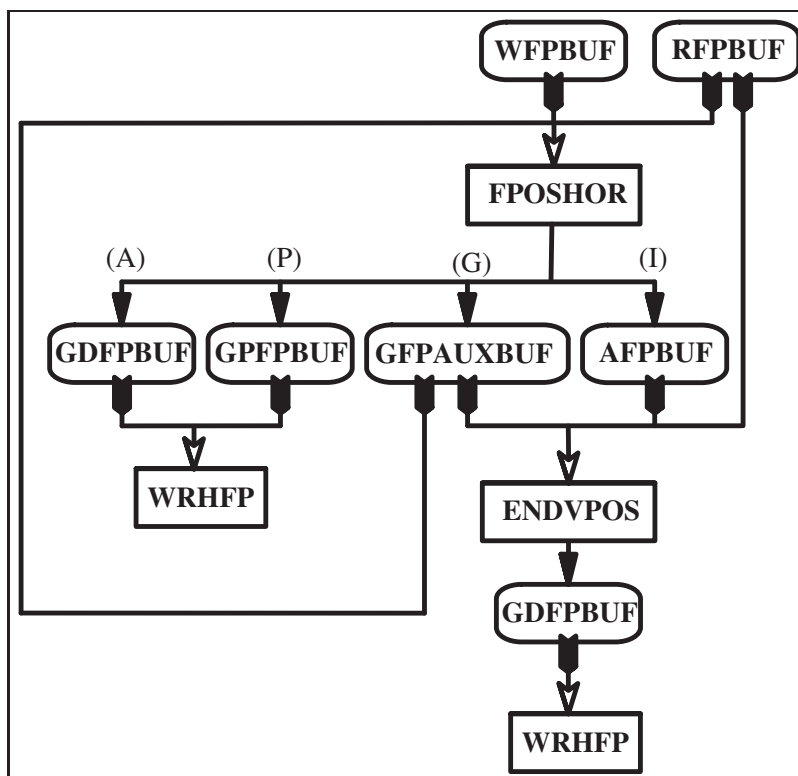 WFPBUF
RFPBUF
FPOSHOR
(A)
(P)
(G)
(I)
GDFPBUF
GPFPBUF
GFPAUXBUF
AFPBUF
WRHFP
ENDVPOS
GDFPBUF
WRHFP